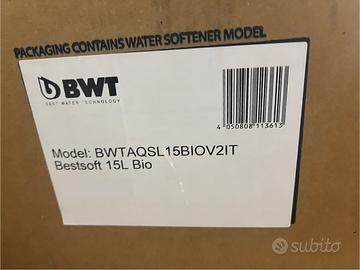 PACKAGING CONTAINS WATER SOFTENER MODEL
BWT
BEST WATER TECHNOLOGY
4 050808 113613
Model: BWTAQSL15BIOV2IT
Bestsoft 15L Bio
subito